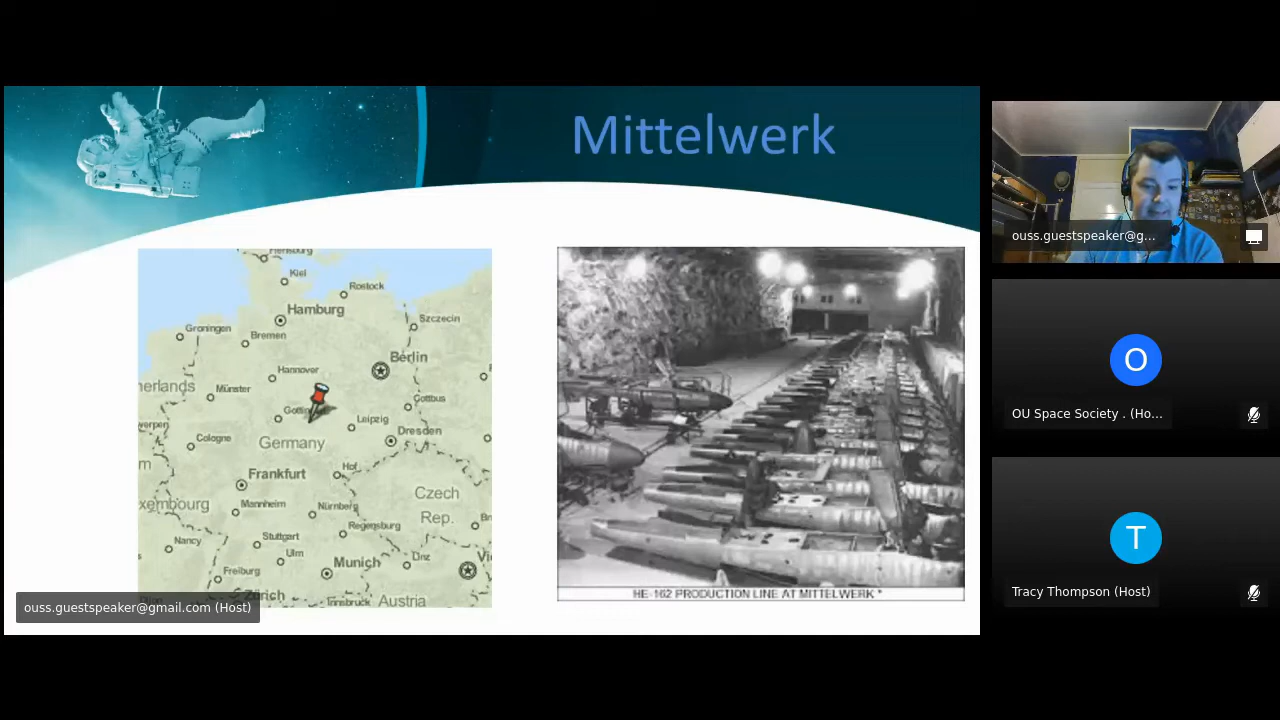 Mittelwerk
Kiel
Rostock
Hamburg
Groningen
Bremen
Szczecin
Berlin
Hannover
Münster
Cottbus
Leipzig
Cologne
Dresden
Germany
Frankfurt
Hof
Mannheim
Nürnberg
Czech
Rep.
Nancy
Stuttgart
Regensburg
Ulm
Munich
Linz
Freiburg
Zürich
Innsbruck
Austria
HE-162 PRODUCTION LINE AT MITTELWERK *
ouss.guestspeaker@gmail.com (Host)
ouss.guestspeaker@g...
O
OU Space Society . (Ho...
T
Tracy Thompson (Host)